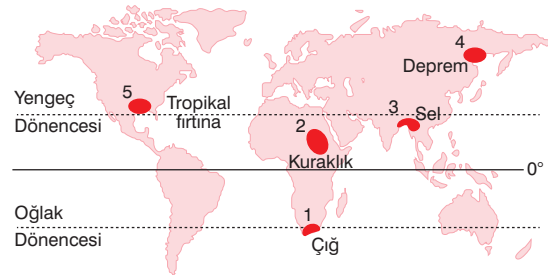 4
Deprem
5
Yengeç
Dönencesi
Tropikal
fırtına
3
Sel
2
Kuraklık
0°
Oğlak
Dönencesi
1
Çığ